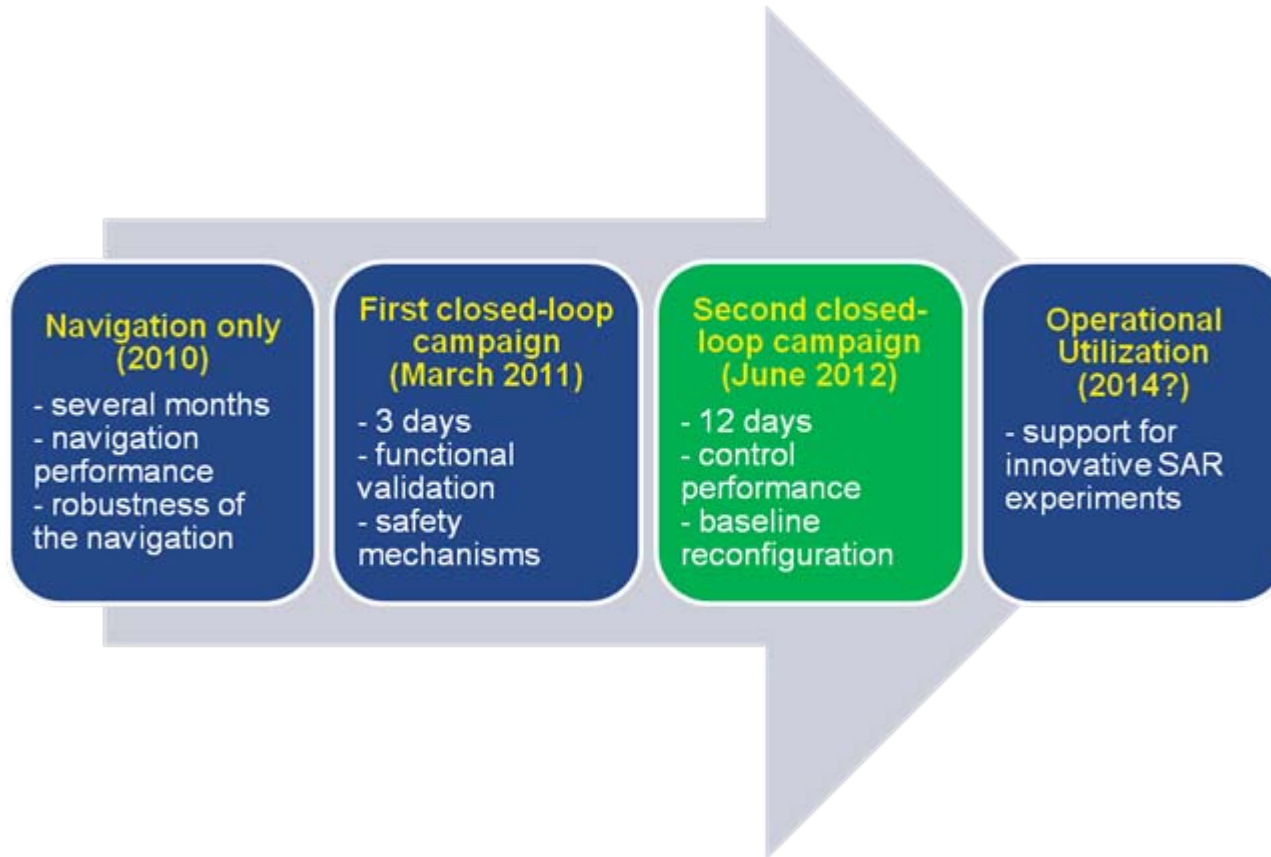 Navigation only
(2010)
- several months
- navigation
performance
- robustness of
the navigation
First closed-loop
campaign
(March 2011)
- 3 days
- functional
validation
- safety
mechanisms
Second closed-
loop campaign
(June 2012)
- 12 days
- control
performance
- baseline
reconfiguration
Operational
Utilization
(2014?)
- support for
innovative SAR
experiments